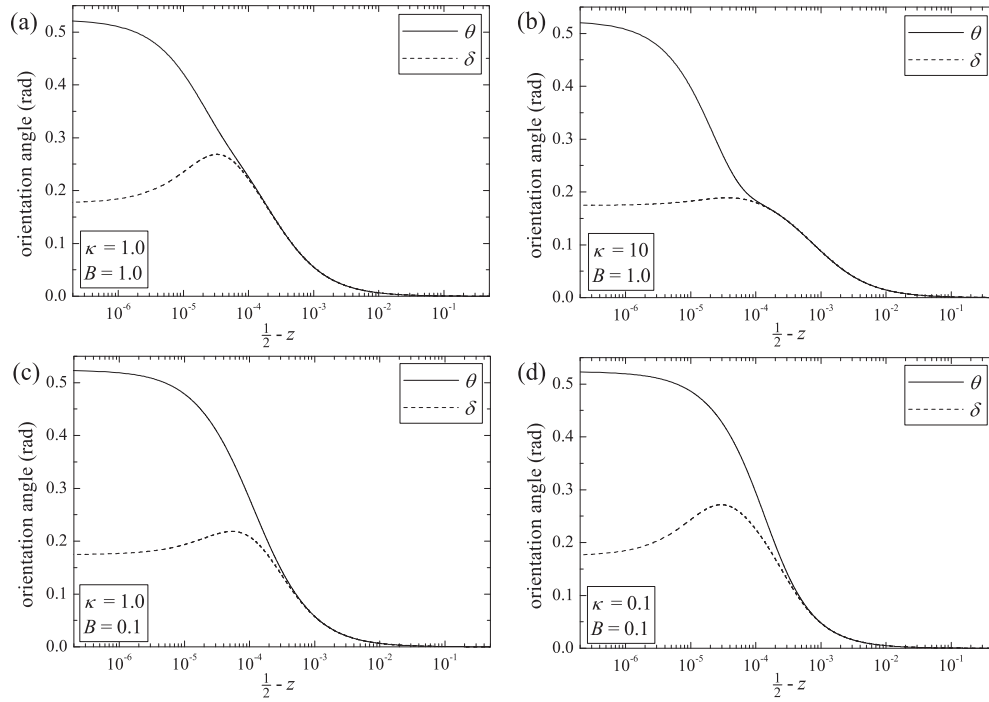 (a)
θ
δ
orientation angle (rad)
0.5
0.4
0.3
0.2
0.1
0.0
κ = 1.0
B = 1.0
10⁻⁶ 10⁻⁵ 10⁻⁴ 10⁻³ 10⁻² 10⁻¹
½ - z
(b)
θ
δ
orientation angle (rad)
0.5
0.4
0.3
0.2
0.1
0.0
κ = 10
B = 1.0
10⁻⁶ 10⁻⁵ 10⁻⁴ 10⁻³ 10⁻² 10⁻¹
½ - z
(c)
θ
δ
orientation angle (rad)
0.5
0.4
0.3
0.2
0.1
0.0
κ = 1.0
B = 0.1
10⁻⁶ 10⁻⁵ 10⁻⁴ 10⁻³ 10⁻² 10⁻¹
½ - z
(d)
θ
δ
orientation angle (rad)
0.5
0.4
0.3
0.2
0.1
0.0
κ = 0.1
B = 0.1
10⁻⁶ 10⁻⁵ 10⁻⁴ 10⁻³ 10⁻² 10⁻¹
½ - z